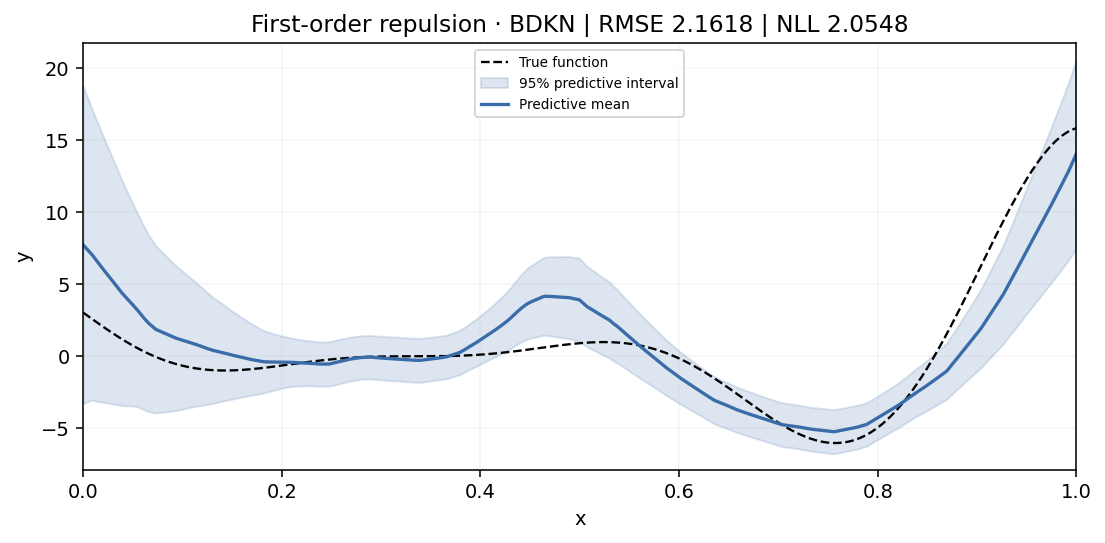 First-order repulsion · BDKN | RMSE 2.1618 | NLL 2.0548
True function
95% predictive interval
Predictive mean
20
15
10
5
0
−5
y
0.0 0.2 0.4 0.6 0.8 1.0
x